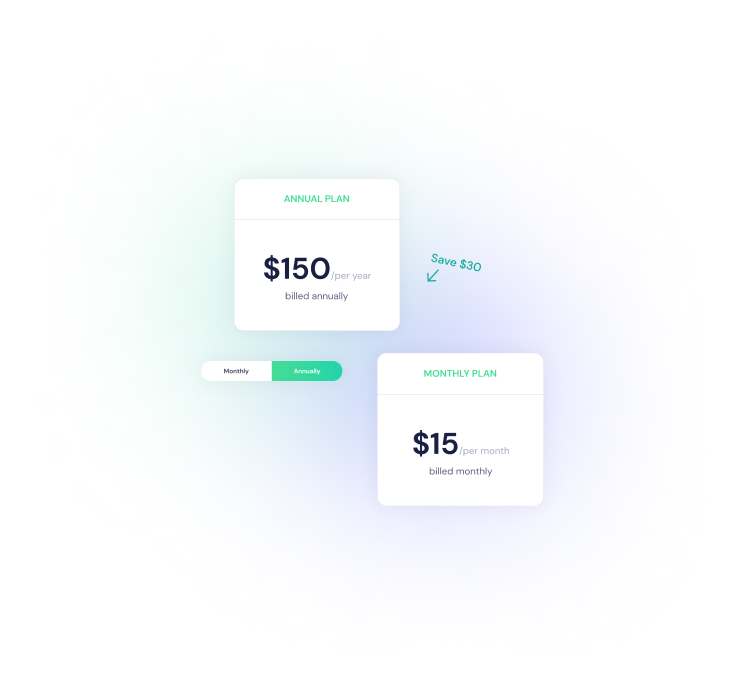 ANNUAL PLAN
$150/per year
billed annually
Save $30
Monthly
Annually
MONTHLY PLAN
$15/per month
billed monthly